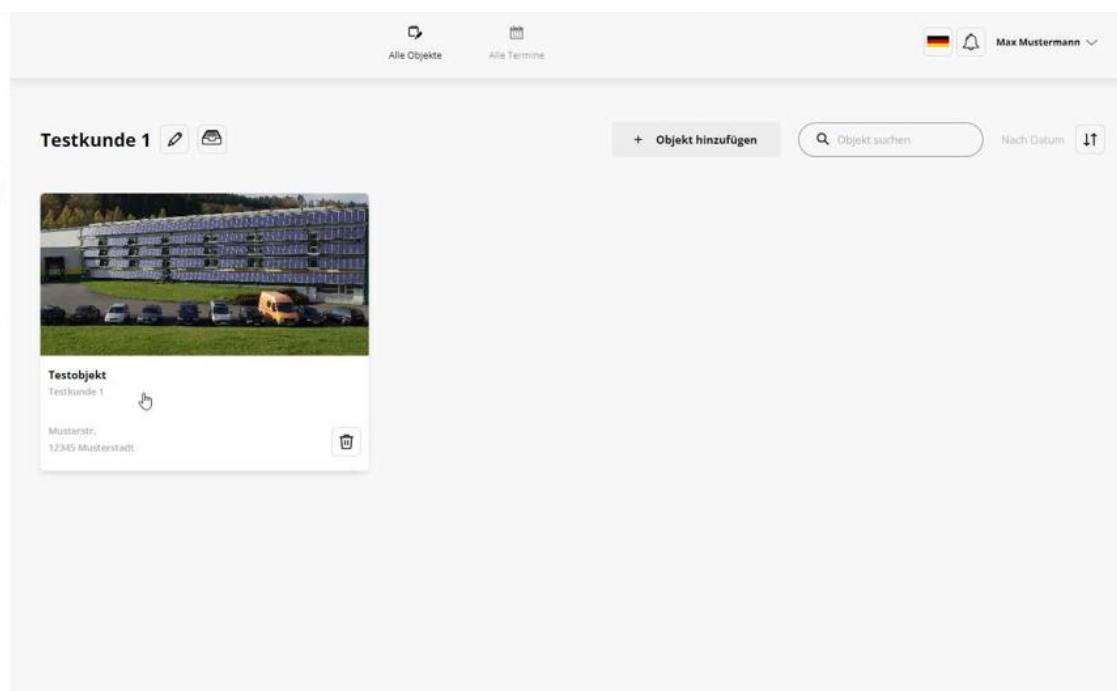 Alle Objekte
Alle Termine
Max Mustermann
Testkunde 1
+ Objekt hinzufügen
Objekt suchen
Nach Datum
Testobjekt
Testkunde 1
Musterstr.
12345 Musterstadt